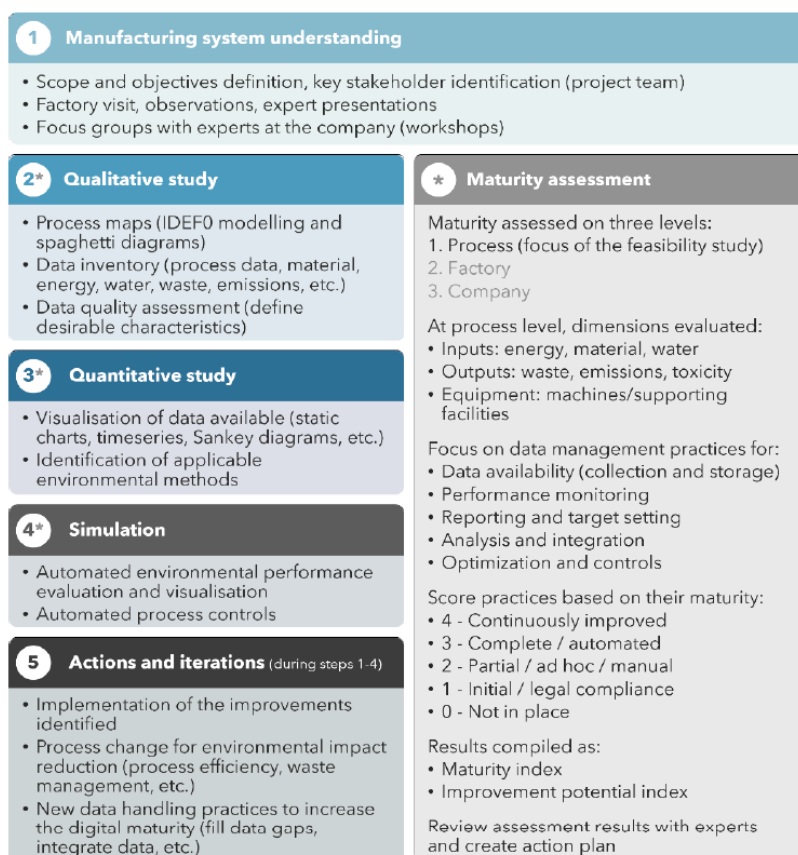 1 Manufacturing system understanding
• Scope and objectives definition, key stakeholder identification (project team)
• Factory visit, observations, expert presentations
• Focus groups with experts at the company (workshops)
2* Qualitative study
• Process maps (IDEF0 modelling and
spaghetti diagrams)
• Data inventory (process data, material,
energy, water, waste, emissions, etc.)
• Data quality assessment (define
desirable characteristics)
3* Quantitative study
• Visualisation of data available (static
charts, timeseries, Sankey diagrams, etc.)
• Identification of applicable
environmental methods
4* Simulation
• Automated environmental performance
evaluation and visualisation
• Automated process controls
5 Actions and iterations (during steps 1-4)
• Implementation of the improvements
identified
• Process change for environmental impact
reduction (process efficiency, waste
management, etc.)
• New data handling practices to increase
the digital maturity (fill data gaps,
integrate data, etc.)
* Maturity assessment
Maturity assessed on three levels:
1. Process (focus of the feasibility study)
2. Factory
3. Company
At process level, dimensions evaluated:
• Inputs: energy, material, water
• Outputs: waste, emissions, toxicity
• Equipment: machines/supporting
facilities
Focus on data management practices for:
• Data availability (collection and storage)
• Performance monitoring
• Reporting and target setting
• Analysis and integration
• Optimization and controls
Score practices based on their maturity:
• 4 - Continuously improved
• 3 - Complete / automated
• 2 - Partial / ad hoc / manual
• 1 - Initial / legal compliance
• 0 - Not in place
Results compiled as:
• Maturity index
• Improvement potential index
Review assessment results with experts
and create action plan